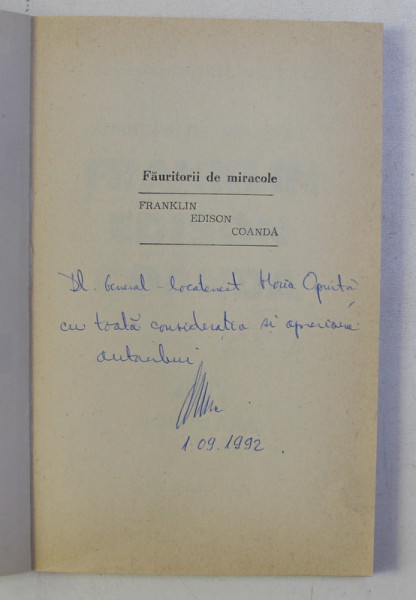 Făuritorii de miracole
FRANKLIN
EDISON
COANDĂ
Dl. General-locotenent Horia Opruță
cu toată considerația și aprecierea
autorului
1.09.1992